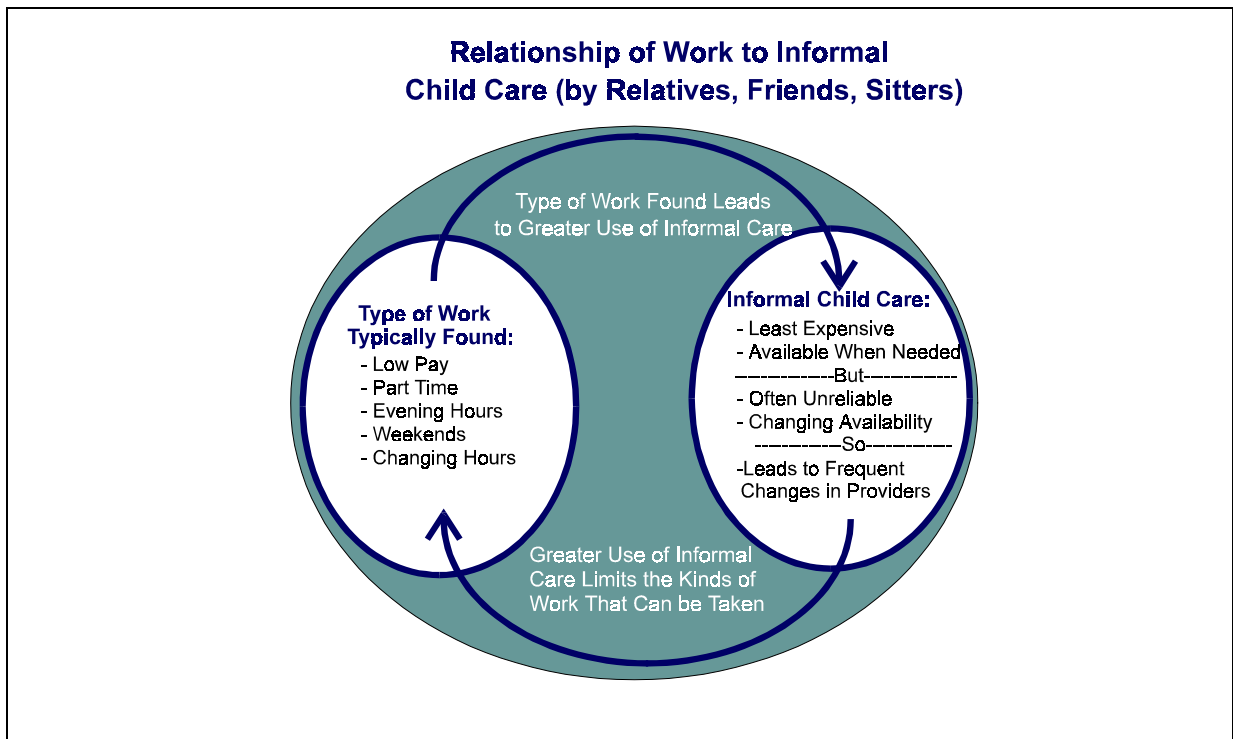 Relationship of Work to Informal
Child Care (by Relatives, Friends, Sitters)
Type of Work Found Leads
to Greater Use of Informal Care
Type of Work
Typically Found:
- Low Pay
- Part Time
- Evening Hours
- Weekends
- Changing Hours
Informal Child Care:
- Least Expensive
- Available When Needed
----------------But---------------
- Often Unreliable
- Changing Availability
--------------So--------------
-Leads to Frequent
Changes in Providers
Greater Use of Informal
Care Limits the Kinds of
Work That Can be Taken